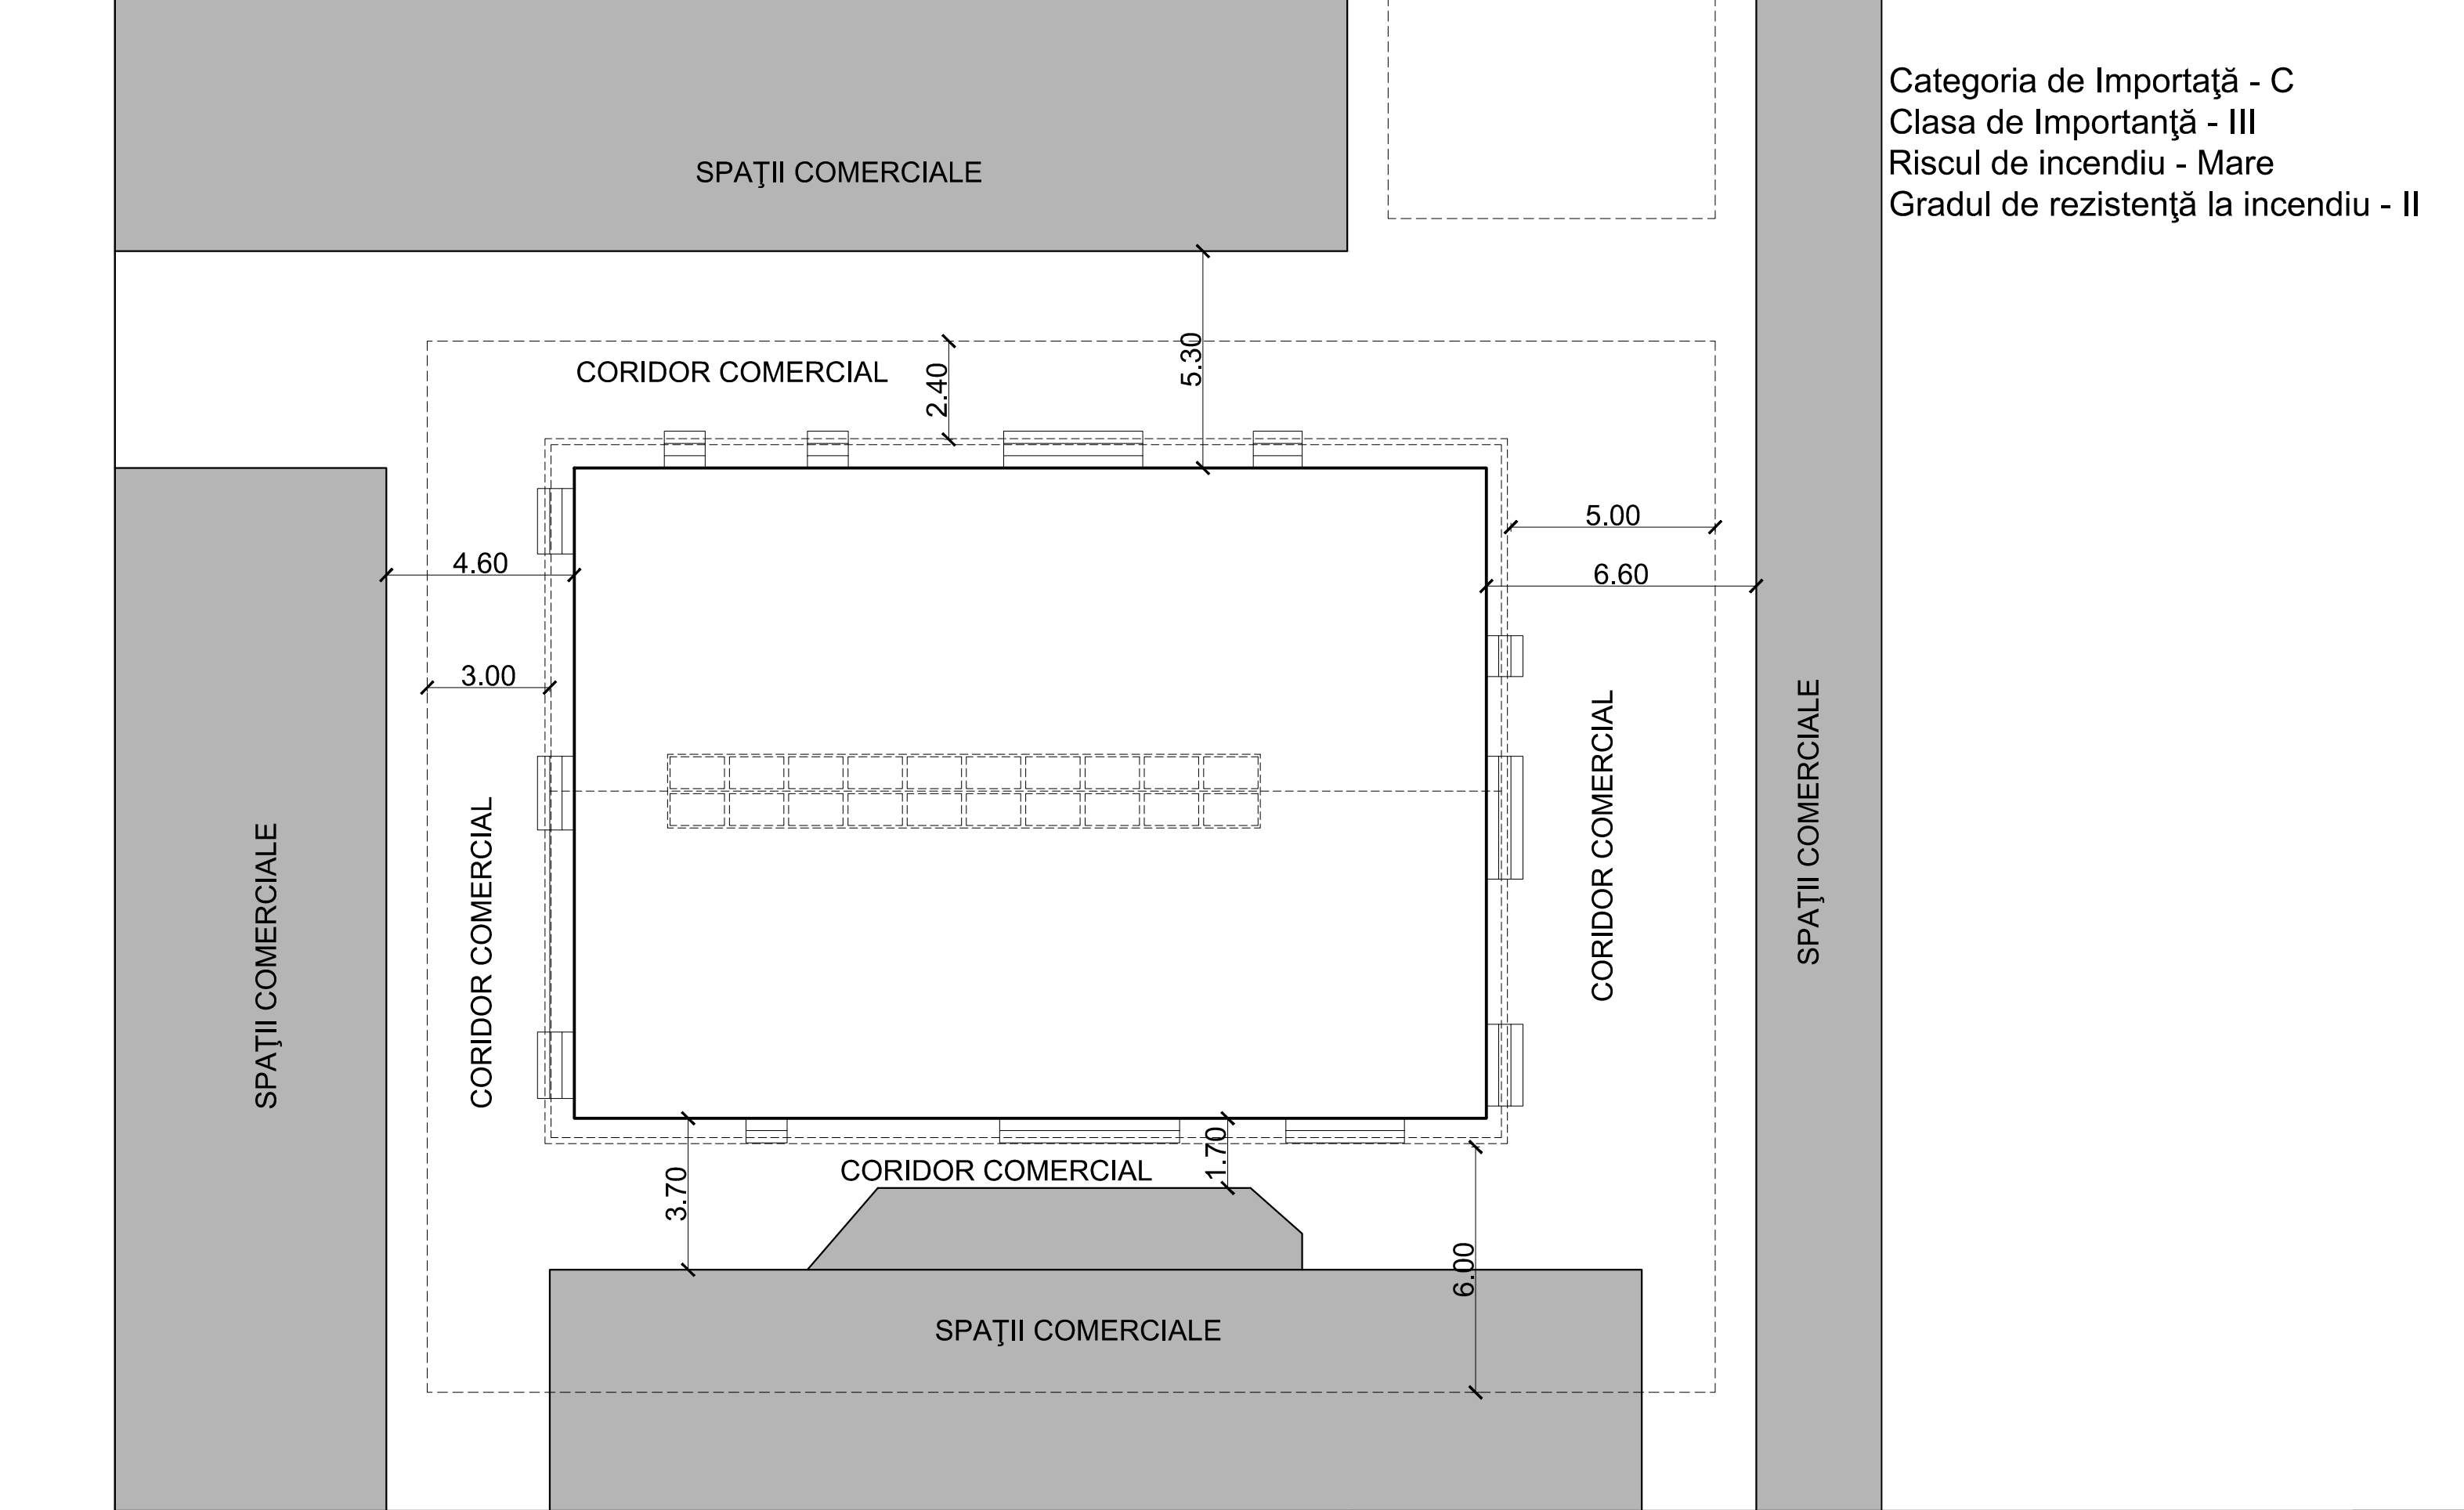 Categoria de Importaţă - C
Clasa de Importanţă - III
Riscul de incendiu - Mare
Gradul de rezistenţă la incendiu - II
SPAŢII COMERCIALE
5.30
CORIDOR COMERCIAL
2.40
5.00
4.60
6.60
3.00
CORIDOR COMERCIAL
SPAŢII COMERCIALE
CORIDOR COMERCIAL
SPAŢII COMERCIALE
CORIDOR COMERCIAL
1.70
3.70
6.00
SPAŢII COMERCIALE